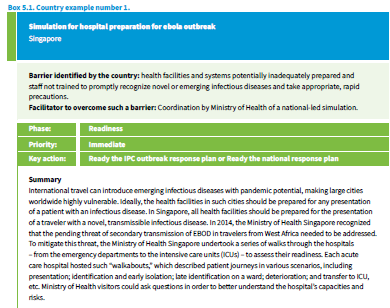 Box 5.1. Country example number 1.
Simulation for hospital preparation for ebola outbreak
Singapore
Barrier identified by the country: health facilities and systems potentially inadequately prepared and
staff not trained to promptly recognize novel or emerging infectious diseases and take appropriate, rapid
precautions.
Facilitator to overcome such a barrier: Coordination by Ministry of Health of a national-led simulation.
Phase: Readiness
Priority: Immediate
Key action: Ready the IPC outbreak response plan or Ready the national response plan
Summary
International travel can introduce emerging infectious diseases with pandemic potential, making large cities
worldwide highly vulnerable. Ideally, the health facilities in such cities should be prepared for any presentation
of a patient with an infectious disease. In Singapore, all health facilities should be prepared for the presentation
of a traveler with a novel, transmissible infectious disease. In 2014, the Ministry of Health Singapore recognized
that the pending threat of secondary transmission of EBOD in travelers from West Africa needed to be addressed.
To mitigate this threat, the Ministry of Health Singapore undertook a series of walks through the hospitals
– from the emergency departments to the intensive care units (ICUs) – to assess their readiness. Each acute
care hospital hosted such "walkabouts," which described patient journeys in various scenarios, including
presentation; identification and early isolation; late identification on a ward; deterioration; and transfer to ICU,
etc. Ministry of Health visitors could ask questions in order to better understand the hospital's capacities and
risks.